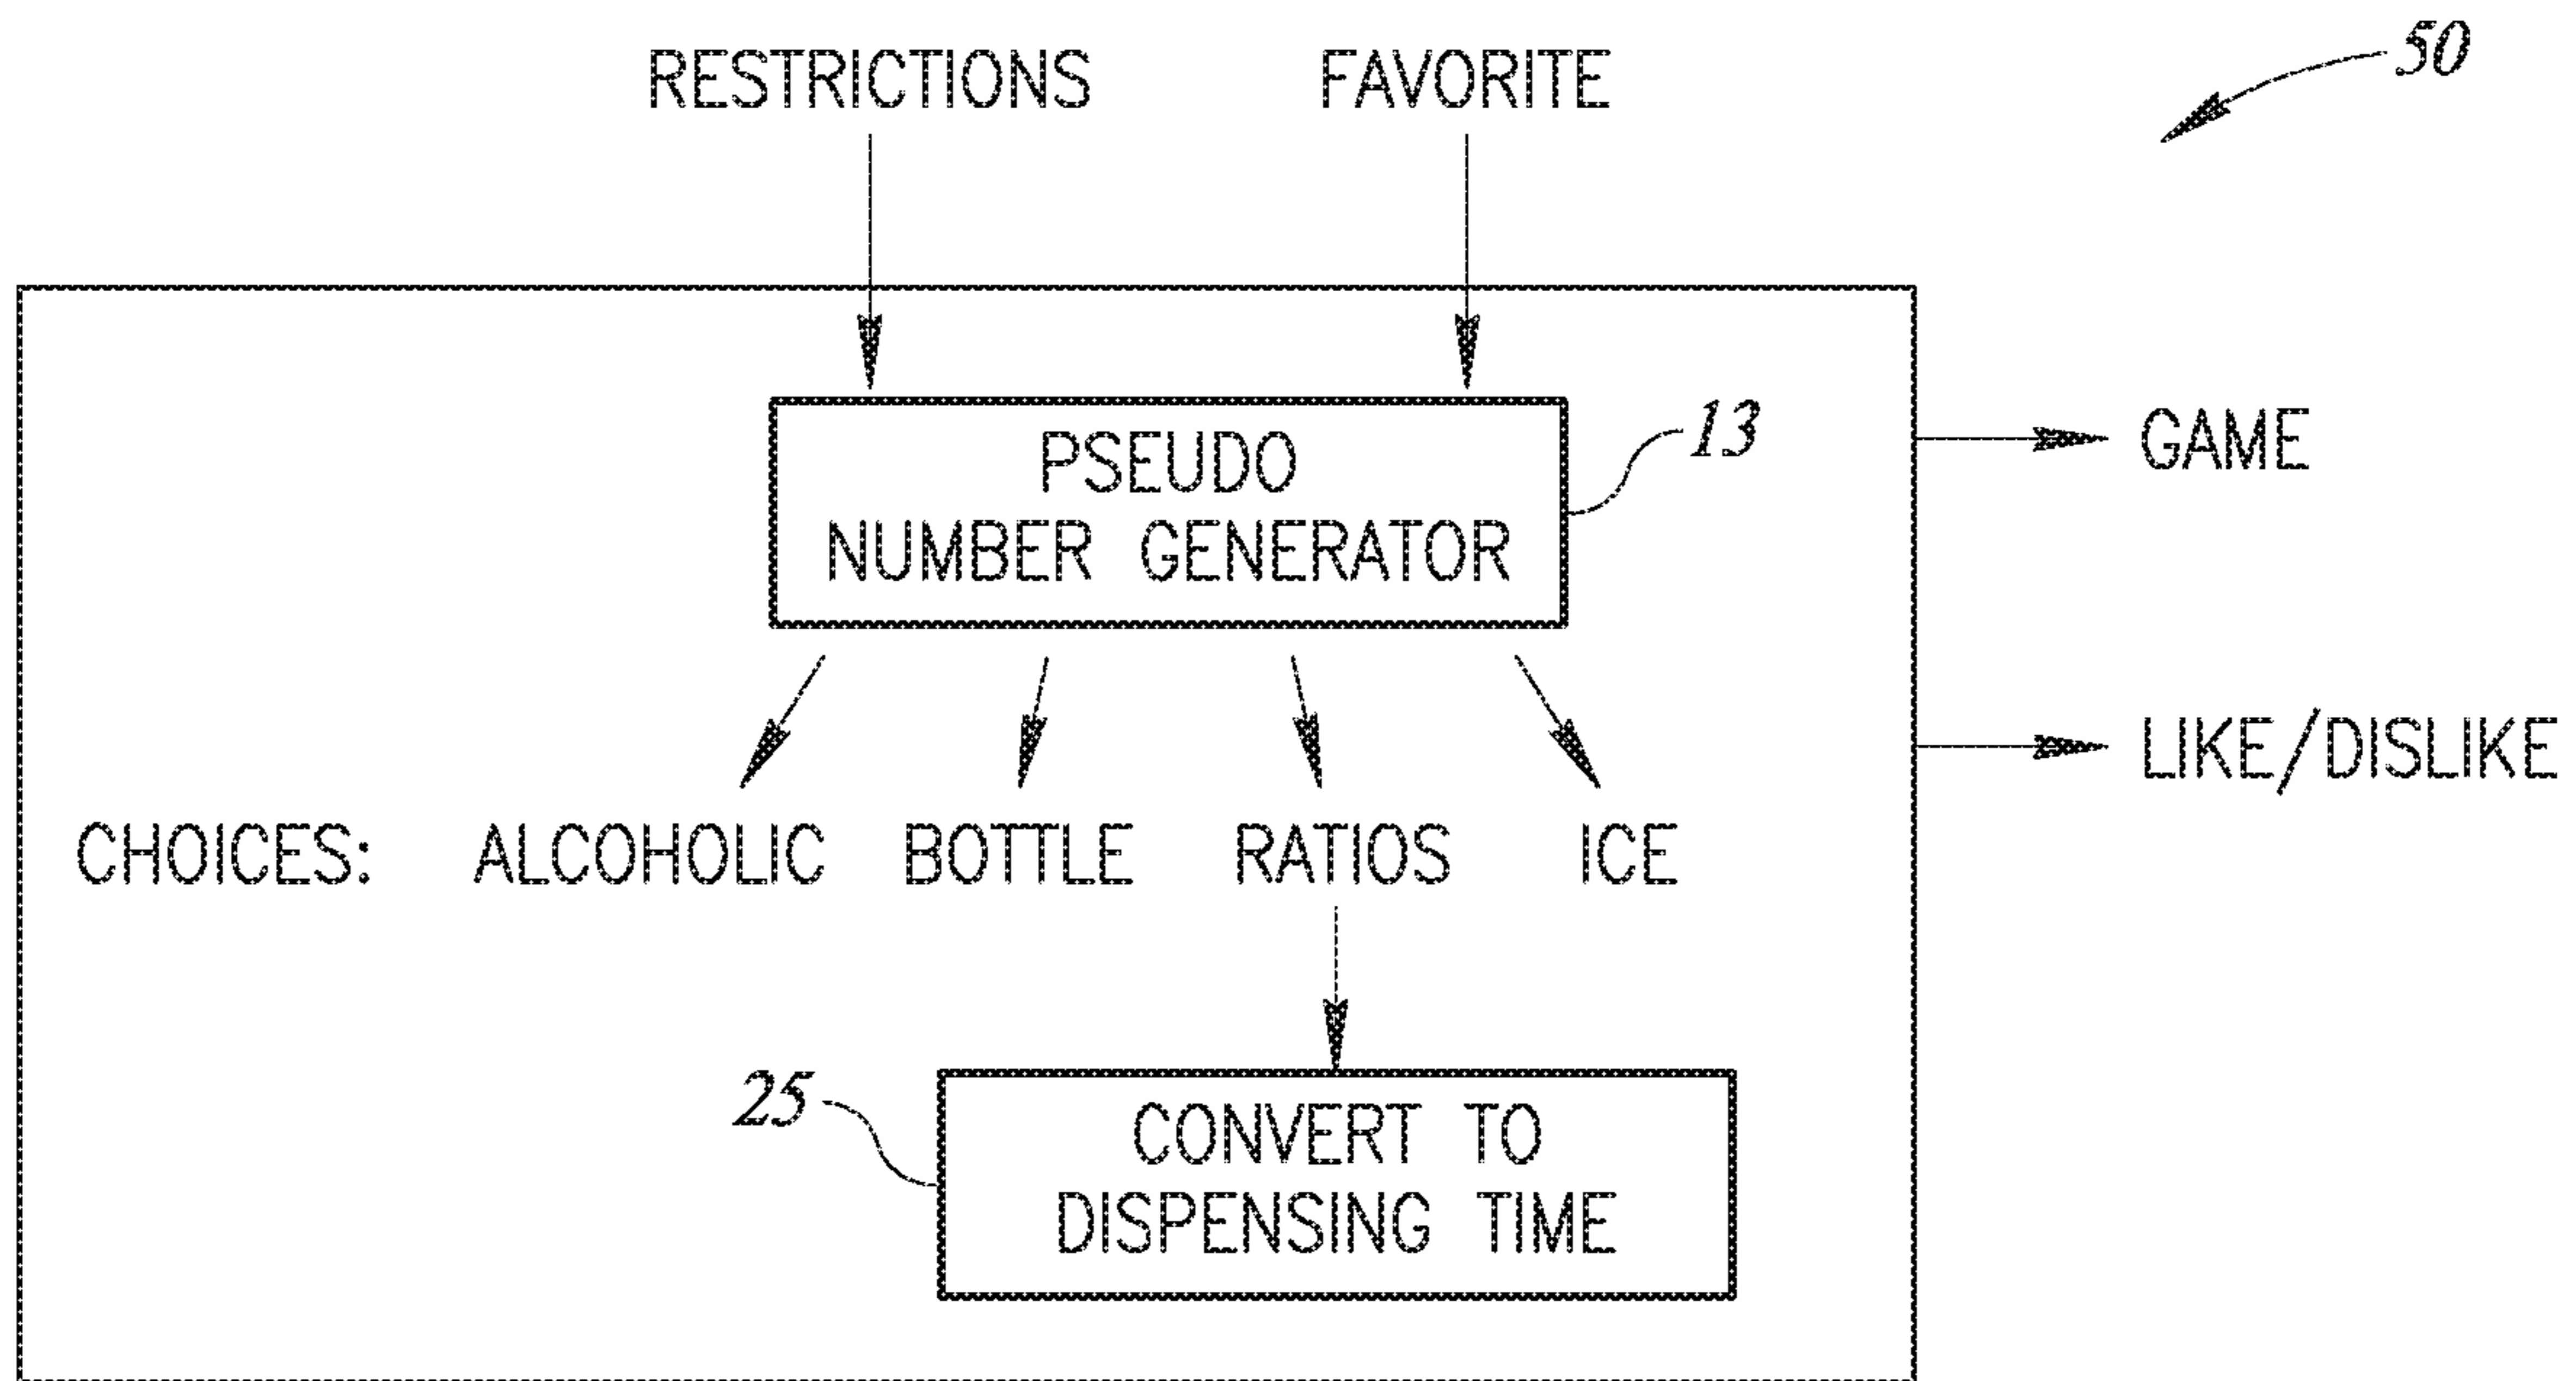 RESTRICTIONS FAVORITE 50
PSEUDO
NUMBER GENERATOR
13
GAME
LIKE/DISLIKE
CHOICES: ALCOHOLIC BOTTLE RATIOS ICE
25
CONVERT TO
DISPENSING TIME